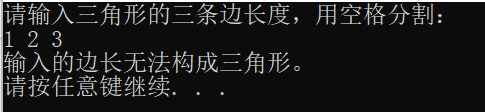 请输入三角形的三条边长度，用空格分割：
1 2 3
输入的边长无法构成三角形。
请按任意键继续. . .